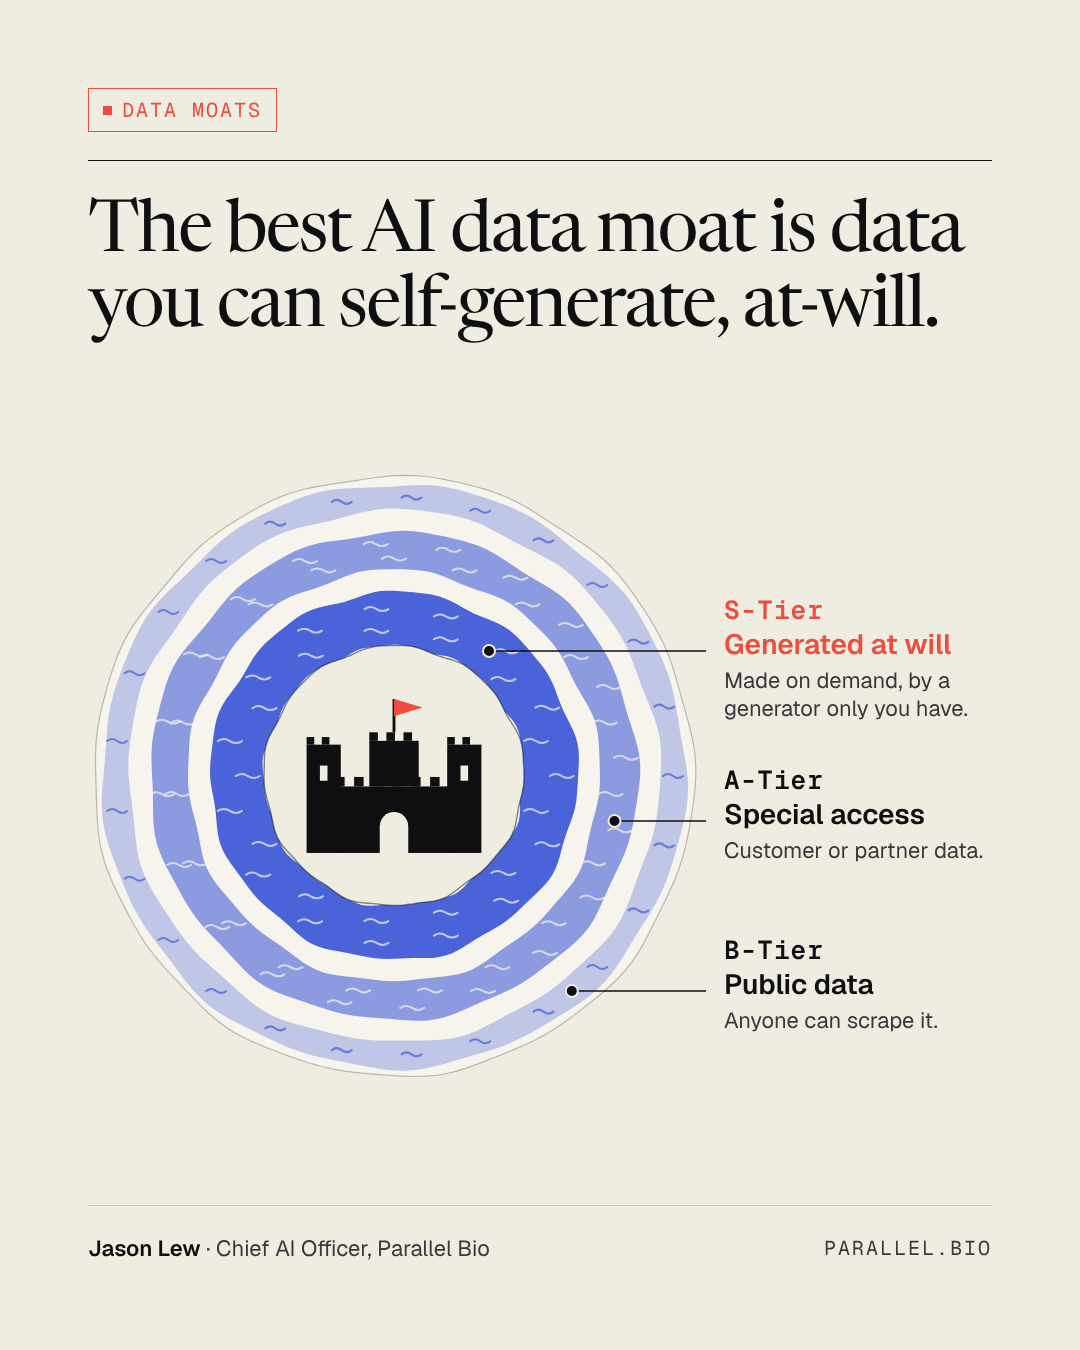 DATA MOATS
The best AI data moat is data
you can self-generate, at-will.
S-Tier
Generated at will
Made on demand, by a
generator only you have.
A-Tier
Special access
Customer or partner data.
B-Tier
Public data
Anyone can scrape it.
Jason Lew · Chief AI Officer, Parallel Bio
PARALLEL.BIO